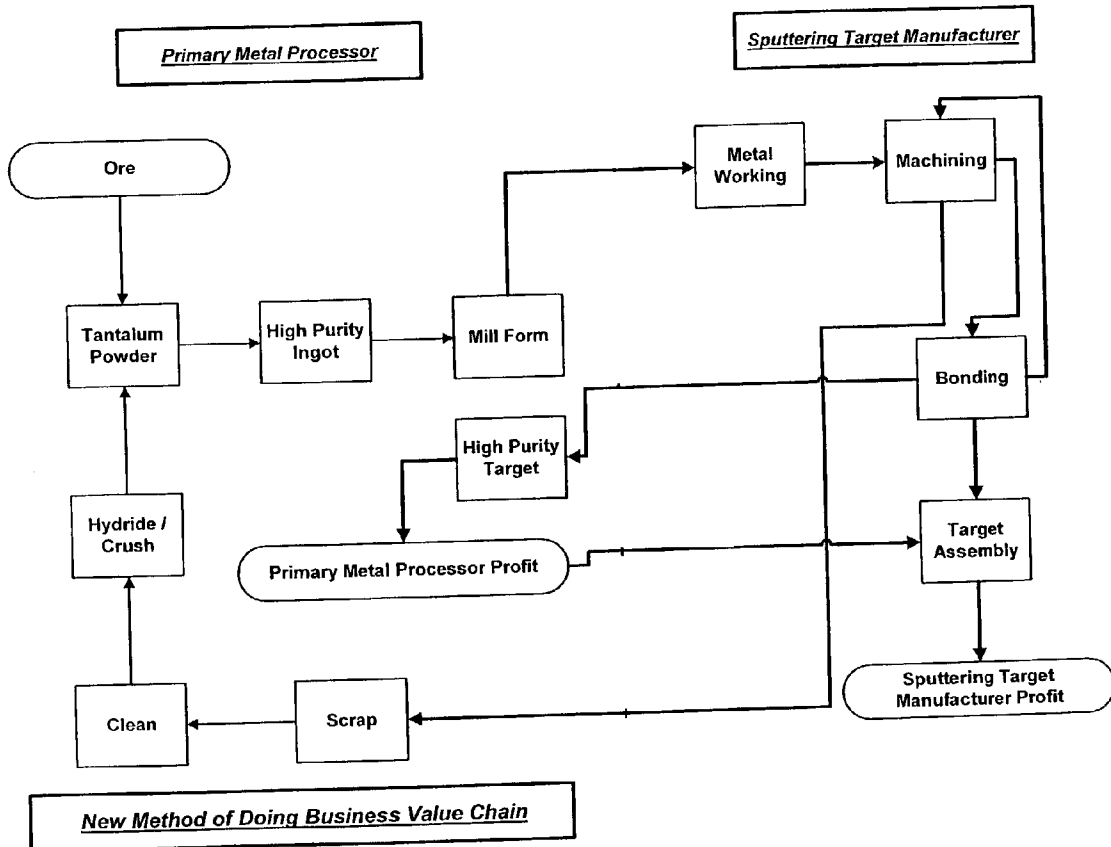 Primary Metal Processor
Sputtering Target Manufacturer
Ore
Metal
Working
Machining
Tantalum
Powder
High Purity
Ingot
Mill Form
Bonding
High Purity
Target
Hydride /
Crush
Target
Assembly
Primary Metal Processor Profit
Sputtering Target
Manufacturer Profit
Clean
Scrap
New Method of Doing Business Value Chain